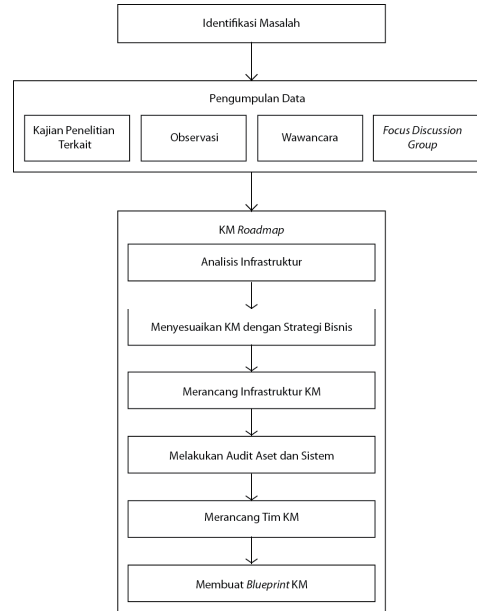 Identifikasi Masalah
Pengumpulan Data
Kajian Penelitian
Terkait
Observasi
Wawancara
Focus Discussion
Group
KM Roadmap
Analisis Infrastruktur
Menyesuaikan KM dengan Strategi Bisnis
Merancang Infrastruktur KM
Melakukan Audit Aset dan Sistem
Merancang Tim KM
Membuat Blueprint KM